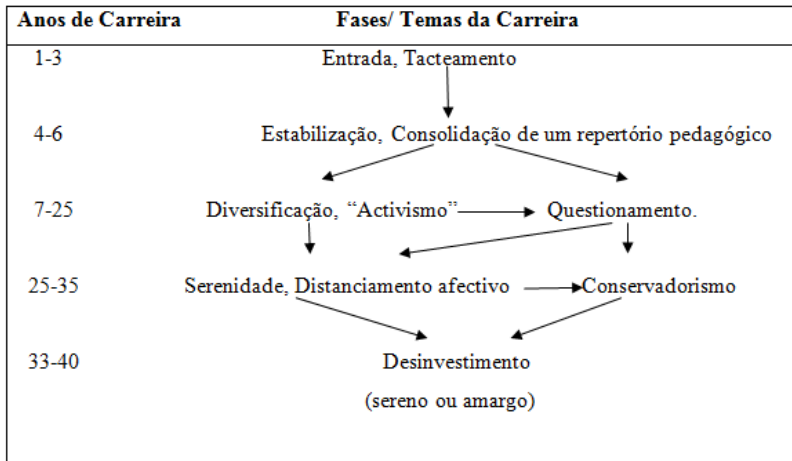 Anos de Carreira Fases/ Temas da Carreira
1-3 Entrada, Tacteamento
4-6 Estabilização, Consolidação de um repertório pedagógico
7-25 Diversificação, “Activismo” Questionamento.
25-35 Serenidade, Distanciamento afectivo Conservadorismo
33-40 Desinvestimento
(sereno ou amargo)